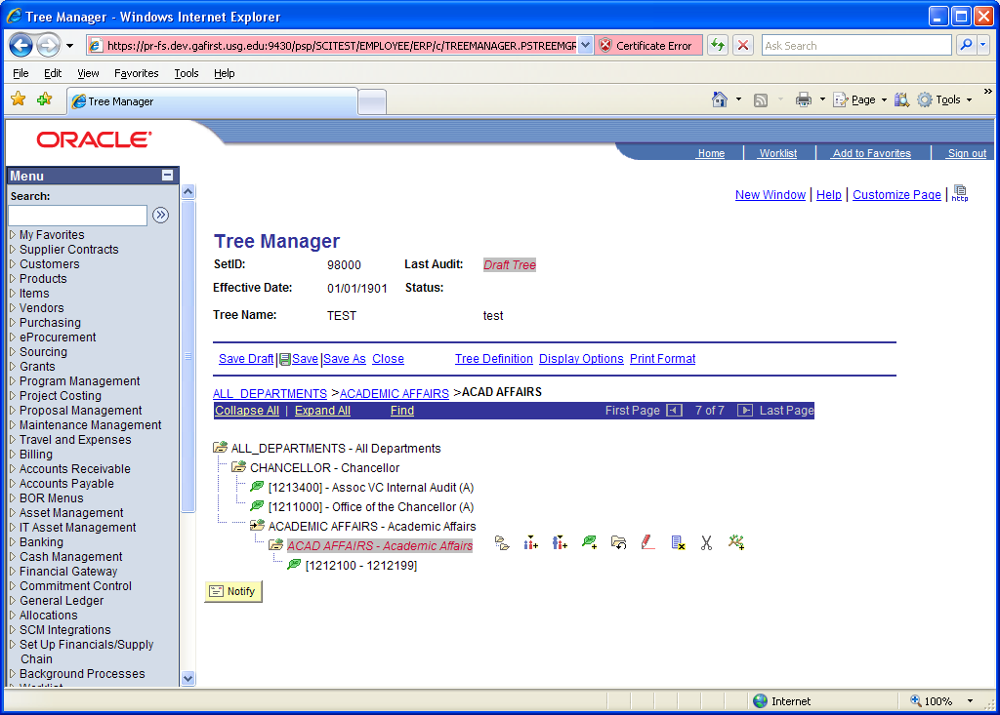 Tree Manager - Windows Internet Explorer
https://pr-fs.dev.gafirst.usg.edu:9430/psp/SCITEST/EMPLOYEE/ERP/c/TREEMANAGER.PSTREEMGR Certificate Error Ask Search
File Edit View Favorites Tools Help
Tree Manager Page Tools »
ORACLE
Home Worklist Add to Favorites Sign out
Menu
Search:
My Favorites
Supplier Contracts
Customers
Products
Items
Vendors
Purchasing
eProcurement
Sourcing
Grants
Program Management
Project Costing
Proposal Management
Maintenance Management
Travel and Expenses
Billing
Accounts Receivable
Accounts Payable
BOR Menus
Asset Management
IT Asset Management
Banking
Cash Management
Financial Gateway
Commitment Control
General Ledger
Allocations
SCM Integrations
Set Up Financials/Supply
Chain
Background Processes
New Window | Help | Customize Page | http
Tree Manager
SetID: 98000 Last Audit: Draft Tree
Effective Date: 01/01/1901 Status:
Tree Name: TEST test
Save Draft | Save | Save As Close Tree Definition Display Options Print Format
ALL_DEPARTMENTS >ACADEMIC AFFAIRS >ACAD AFFAIRS
Collapse All | Expand All Find First Page 7 of 7 Last Page
ALL_DEPARTMENTS - All Departments
CHANCELLOR - Chancellor
[1213400] - Assoc VC Internal Audit (A)
[1211000] - Office of the Chancellor (A)
ACADEMIC AFFAIRS - Academic Affairs
ACAD AFFAIRS - Academic Affairs
[1212100 - 1212199]
Notify
Internet 100%